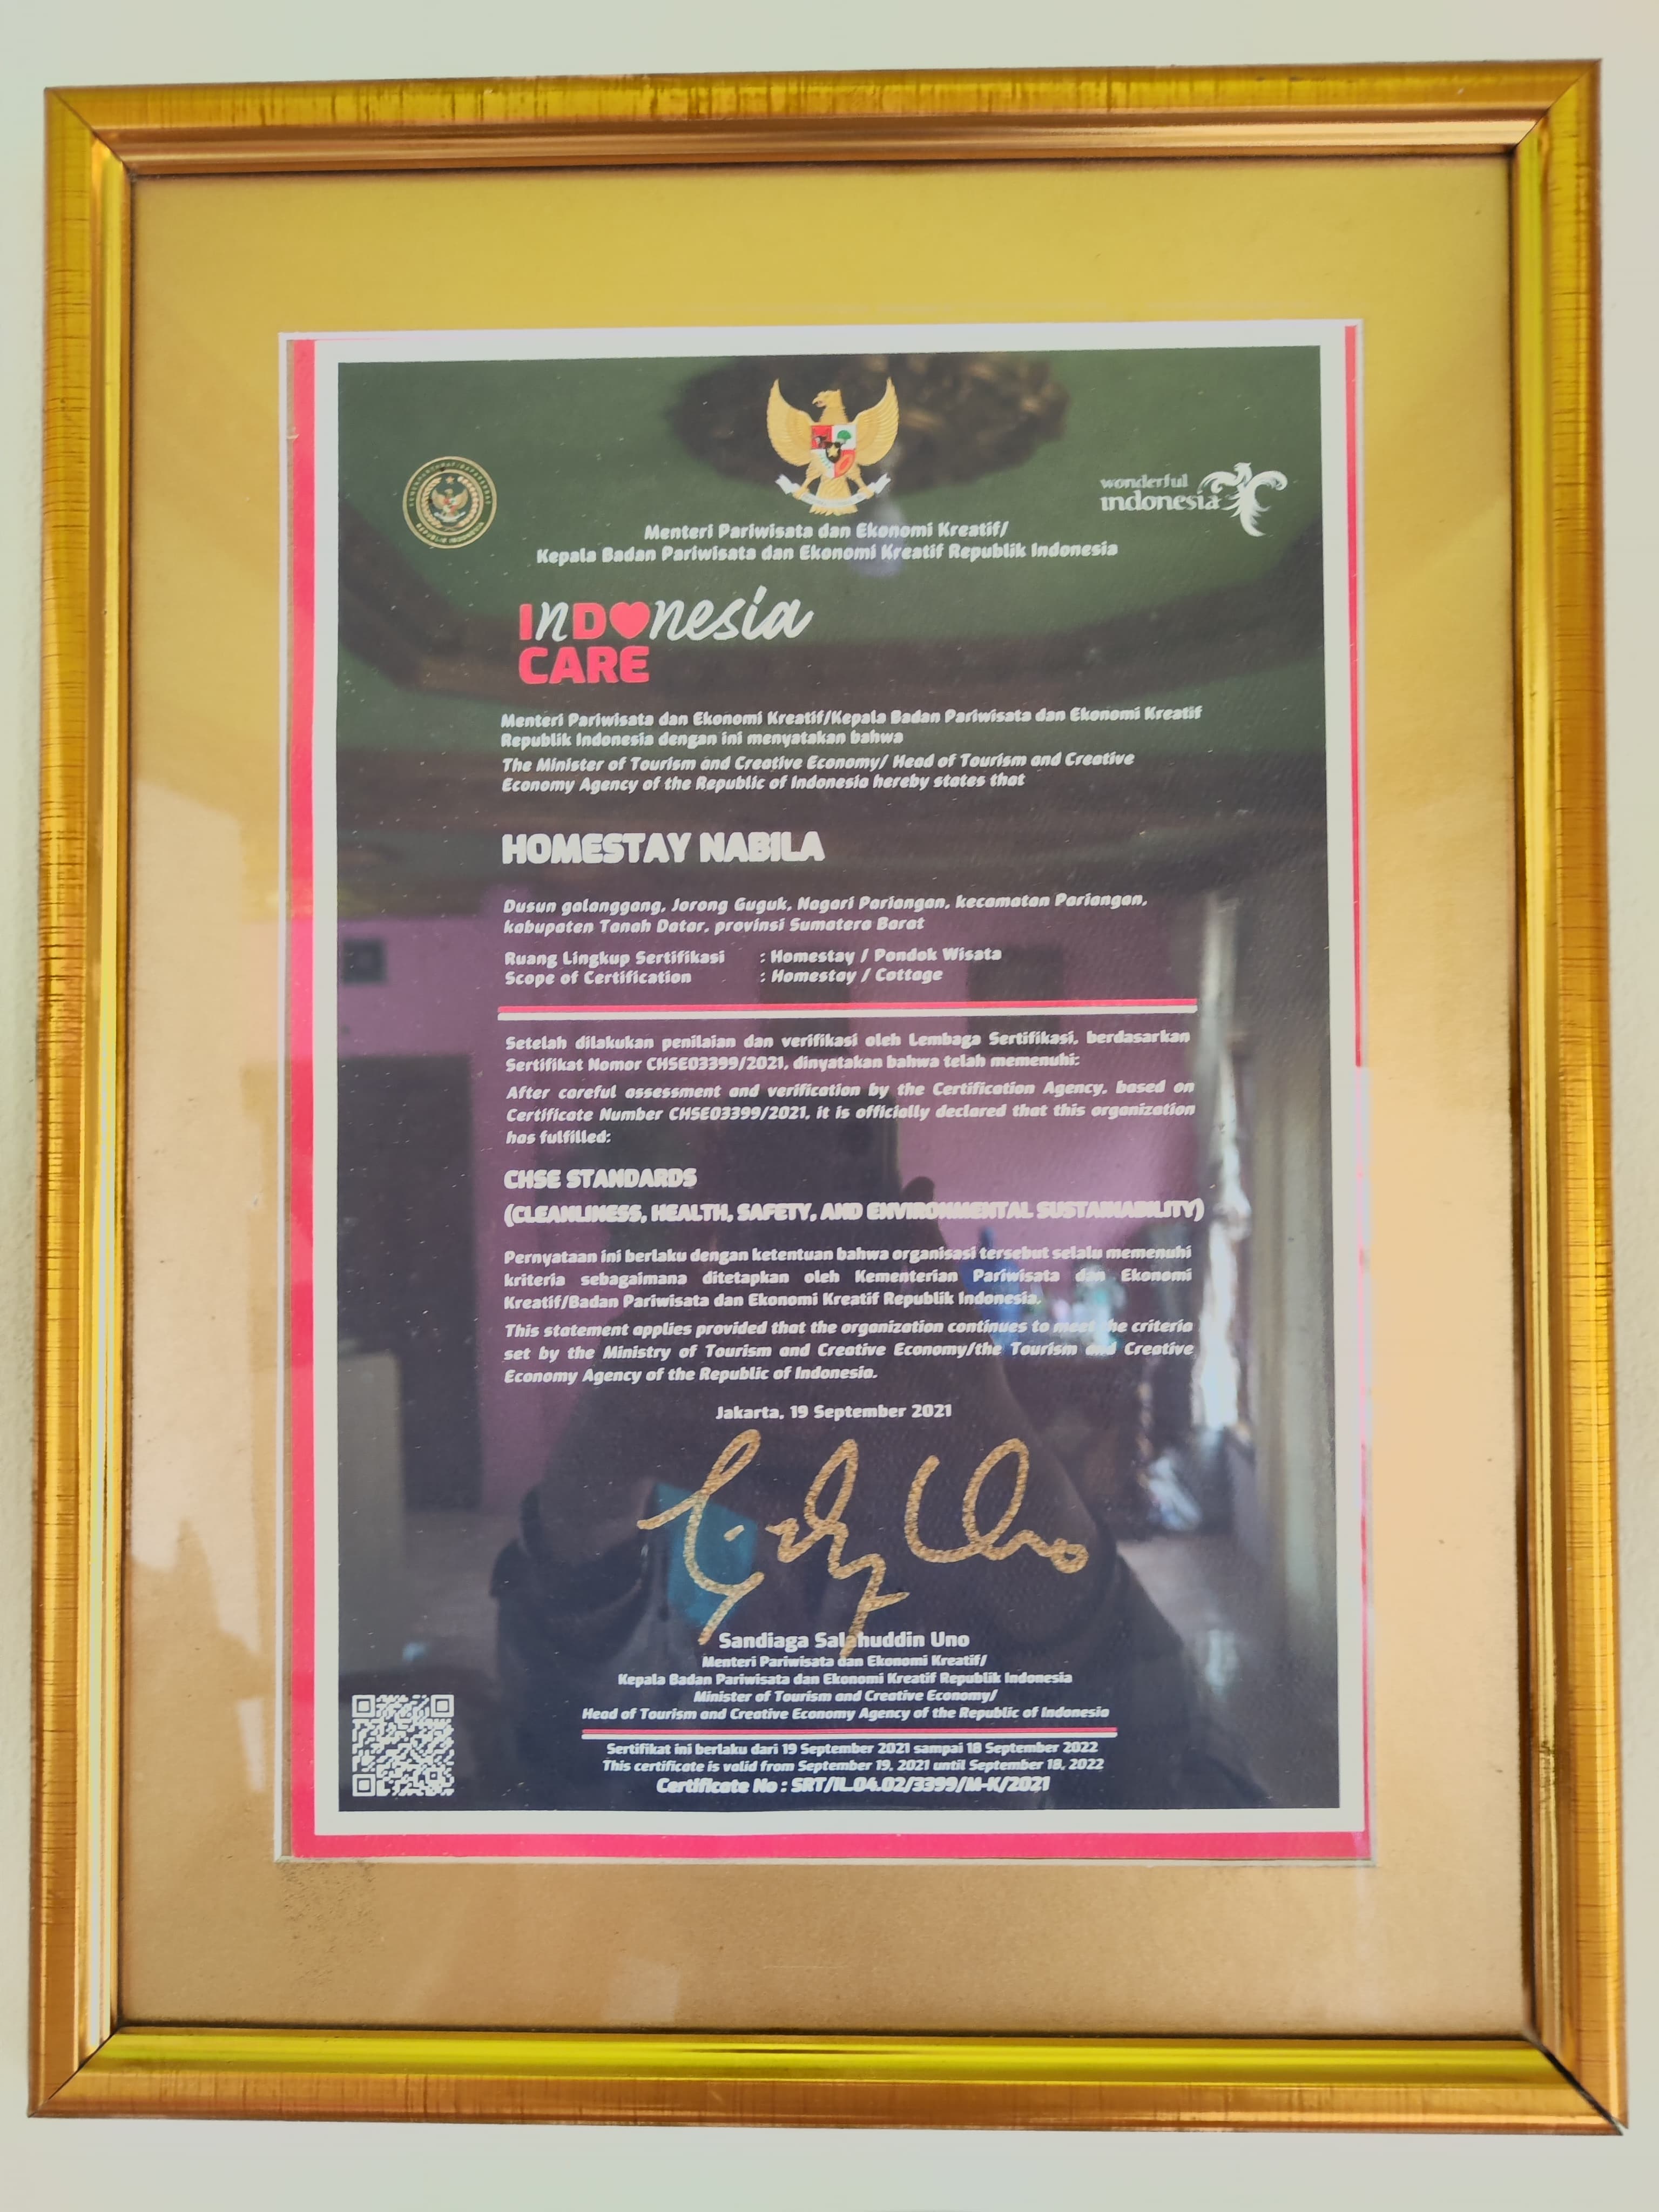 wonderful
indonesia
Menteri Pariwisata dan Ekonomi Kreatif/
Kepala Badan Pariwisata dan Ekonomi Kreatif Republik Indonesia
INDonesia
CARE
Menteri Pariwisata dan Ekonomi Kreatif/Kepala Badan Pariwisata dan Ekonomi Kreatif
Republik Indonesia dengan ini menyatakan bahwa
The Minister of Tourism and Creative Economy/ Head of Tourism and Creative
Economy Agency of the Republic of Indonesia hereby states that
HOMESTAY NABILA
Dusun galanggang, Jorong Guguk, Nagari Pariangan, kecamatan Pariangan,
kabupaten Tanah Datar, provinsi Sumatera Barat
Ruang Lingkup Sertifikasi : Homestay / Pondok Wisata
Scope of Certification : Homestay / Cottage
Setelah dilakukan penilaian dan verifikasi oleh Lembaga Sertifikasi, berdasarkan
Sertifikat Nomor CHSE03399/2021, dinyatakan bahwa telah memenuhi:
After careful assessment and verification by the Certification Agency, based on
Certificate Number CHSE03399/2021, it is officially declared that this organization
has fulfilled:
CHSE STANDARDS
(CLEANLINESS, HEALTH, SAFETY, AND ENVIRONMENTAL SUSTAINABILITY)
Pernyataan ini berlaku dengan ketentuan bahwa organisasi tersebut selalu memenuhi
kriteria sebagaimana ditetapkan oleh Kementerian Pariwisata dan Ekonomi
Kreatif/Badan Pariwisata dan Ekonomi Kreatif Republik Indonesia.
This statement applies provided that the organization continues to meet the criteria
set by the Ministry of Tourism and Creative Economy/the Tourism and Creative
Economy Agency of the Republic of Indonesia.
Jakarta, 19 September 2021
Sandiaga Salahuddin Uno
Menteri Pariwisata dan Ekonomi Kreatif/
Kepala Badan Pariwisata dan Ekonomi Kreatif Republik Indonesia
Minister of Tourism and Creative Economy/
Head of Tourism and Creative Economy Agency of the Republic of Indonesia
Sertifikat ini berlaku dari 19 September 2021 sampai 18 September 2022
This certificate is valid from September 19, 2021 until September 18, 2022
Certificate No : SRT/IL.04.02/3399/M-K/2021